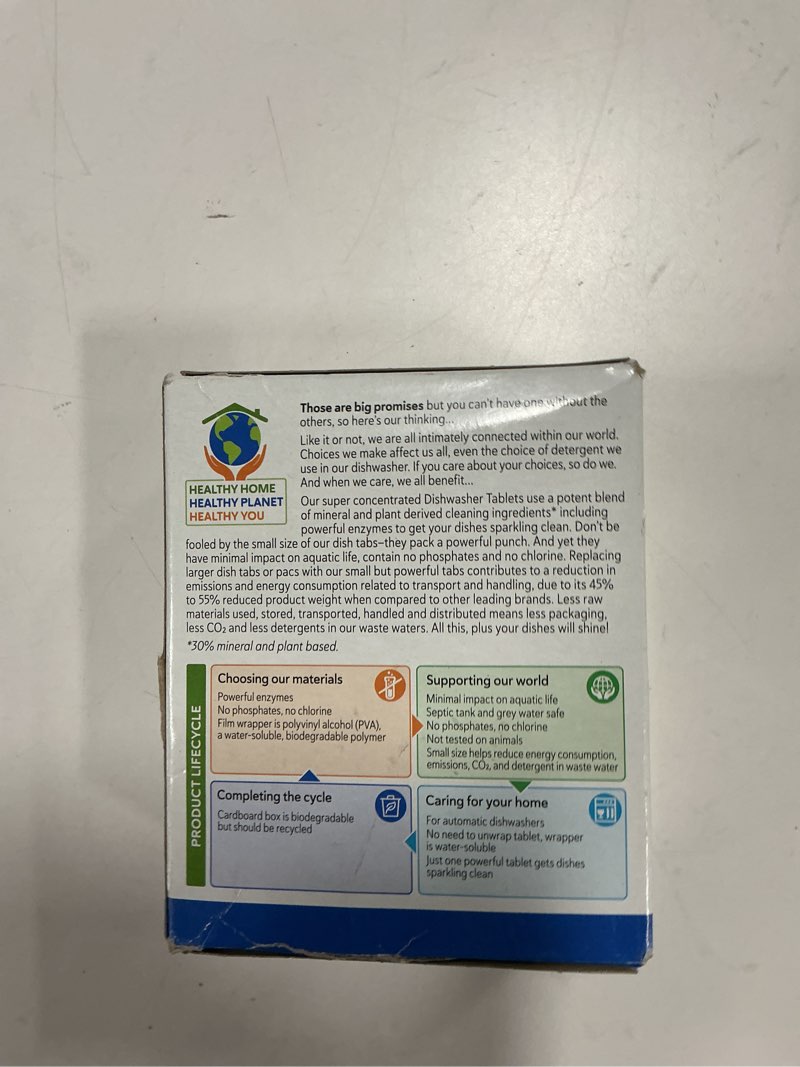 Those are big promises but you can't have one without the
others, so here's our thinking...
Like it or not, we are all intimately connected within our world.
Choices we make affect us all, even the choice of detergent we
use in our dishwasher. If you care about your choices, so do we.
And when we care, we all benefit...
HEALTHY HOME
HEALTHY PLANET
HEALTHY YOU
Our super concentrated Dishwasher Tablets use a potent blend
of mineral and plant derived cleaning ingredients* including
powerful enzymes to get your dishes sparkling clean. Don't be
fooled by the small size of our dish tabs–they pack a powerful punch. And yet they
have minimal impact on aquatic life, contain no phosphates and no chlorine. Replacing
larger dish tabs or pacs with our small but powerful tabs contributes to a reduction in
emissions and energy consumption related to transport and handling, due to its 45%
to 55% reduced product weight when compared to other leading brands. Less raw
materials used, stored, transported, handled and distributed means less packaging,
less CO₂ and less detergents in our waste waters. All this, plus your dishes will shine!
*30% mineral and plant based.
PRODUCT LIFECYCLE
Choosing our materials
Powerful enzymes
No phosphates, no chlorine
Film wrapper is polyvinyl alcohol (PVA),
a water-soluble, biodegradable polymer
Supporting our world
Minimal impact on aquatic life
Septic tank and grey water safe
No phosphates, no chlorine
Not tested on animals
Small size helps reduce energy consumption,
emissions, CO₂, and detergent in waste water
Completing the cycle
Cardboard box is biodegradable
but should be recycled
Caring for your home
For automatic dishwashers
No need to unwrap tablet, wrapper
is water-soluble
Just one powerful tablet gets dishes
sparkling clean